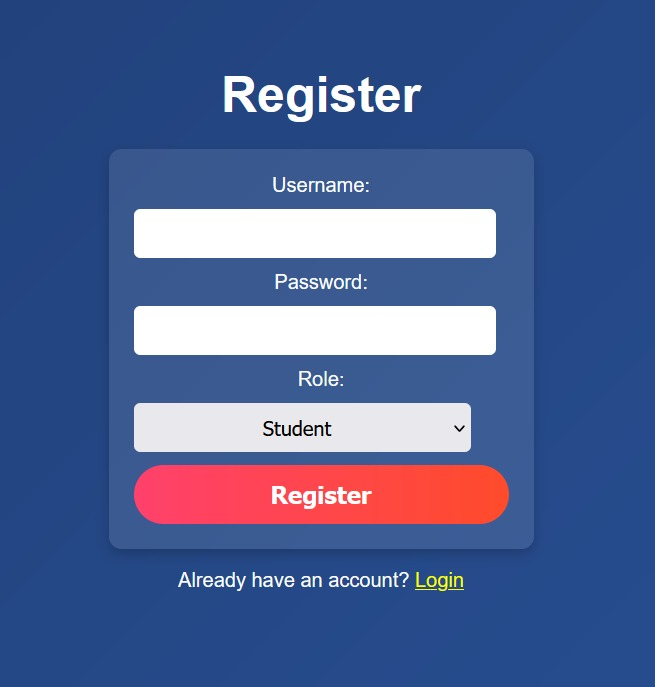 Register
Username:
Password:
Role:
Student
Register
Already have an account? Login